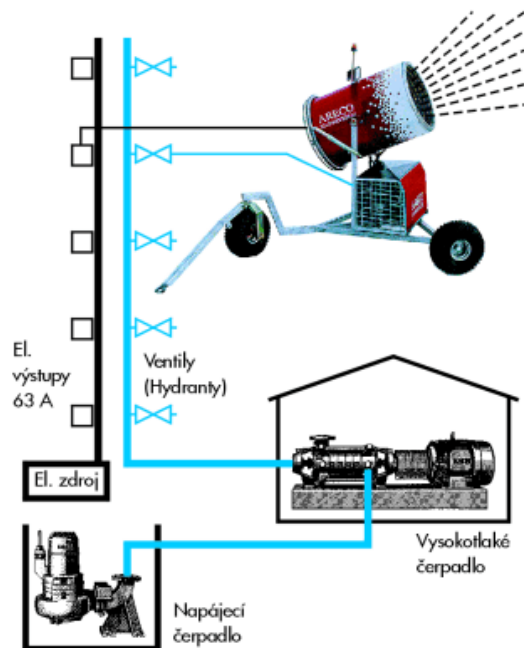 ARECO
El.
výstupy
63 A
Ventily
(Hydranty)
El. zdroj
Vysokotlaké
čerpadlo
Napájecí
čerpadlo